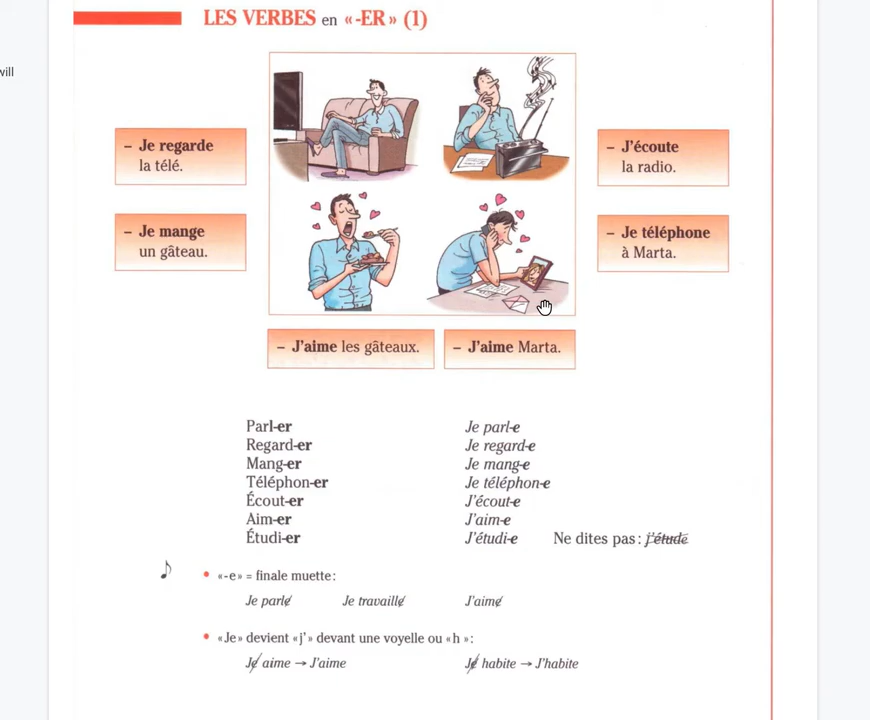 LES VERBES en « -ER » (1)
will
– Je regarde
la télé.
– J'écoute
la radio.
– Je mange
un gâteau.
– Je téléphone
à Marta.
– J'aime les gâteaux.
– J'aime Marta.
Parl-er Je parl-e
Regard-er Je regard-e
Mang-er Je mang-e
Téléphon-er Je téléphon-e
Écout-er J'écout-e
Aim-er J'aim-e
Étudi-er J'étudi-e Ne dites pas : j'étude
• « -e » = finale muette :
Je parle Je travaille J'aime
• « Je » devient « j' » devant une voyelle ou « h » :
Je aime → J'aime Je habite → J'habite